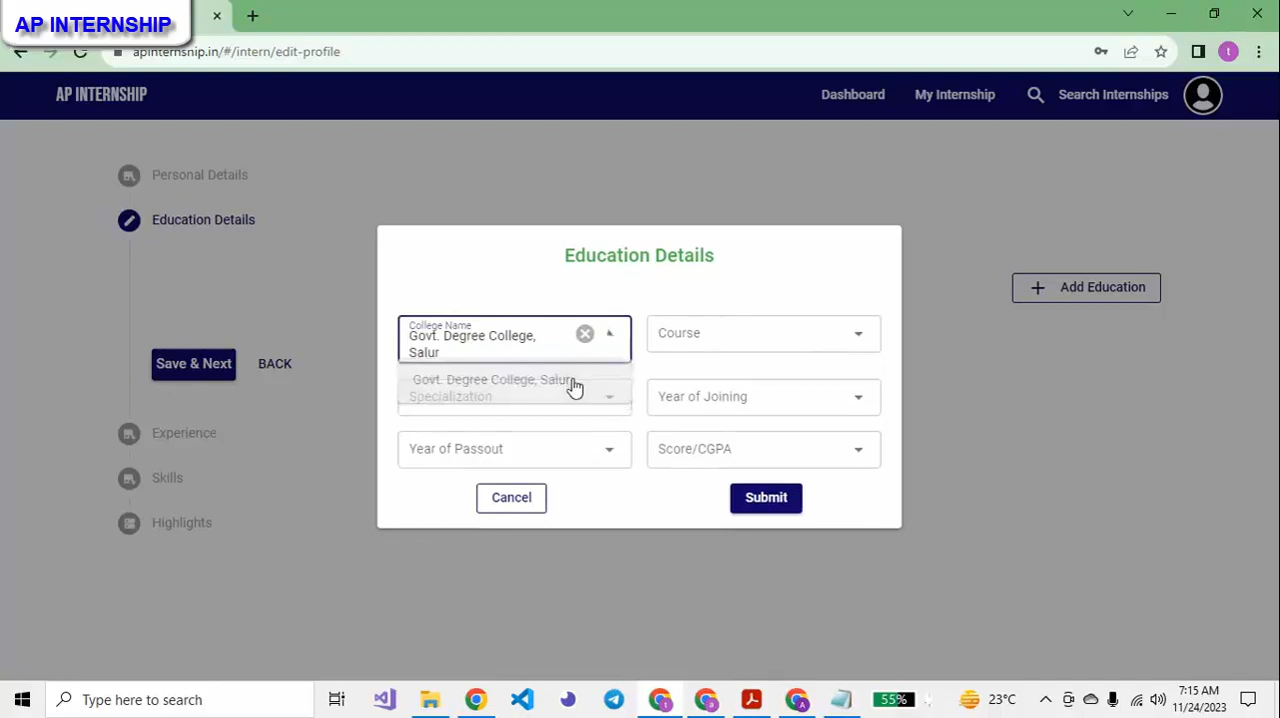 AP INTERNSHIP
apinternship.in/#/intern/edit-profile
t
AP INTERNSHIP
Dashboard
My Internship
Search Internships
Personal Details
Education Details
Save & Next
BACK
Experience
Skills
Highlights
Add Education
Education Details
College Name
Govt. Degree College,
Salur
Course
Govt. Degree College, Salur
Specialization
Year of Joining
Year of Passout
Score/CGPA
Cancel
Submit
Type here to search
55%
23°C
7:15 AM
11/24/2023